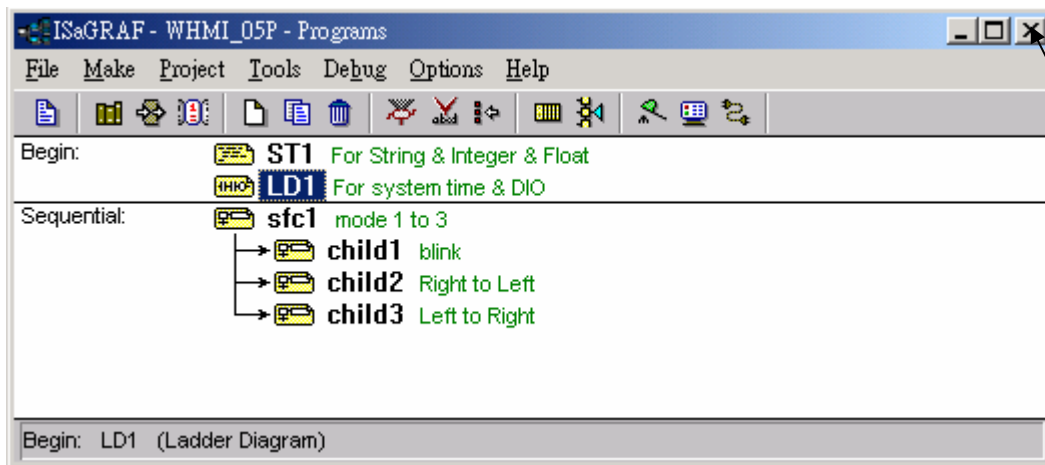 ISaGRAF - WHMI_05P - Programs
File Make Project Tools Debug Options Help
Begin: ST1 For String & Integer & Float
LD1 For system time & DIO
Sequential: sfc1 mode 1 to 3
child1 blink
child2 Right to Left
child3 Left to Right
Begin: LD1 (Ladder Diagram)